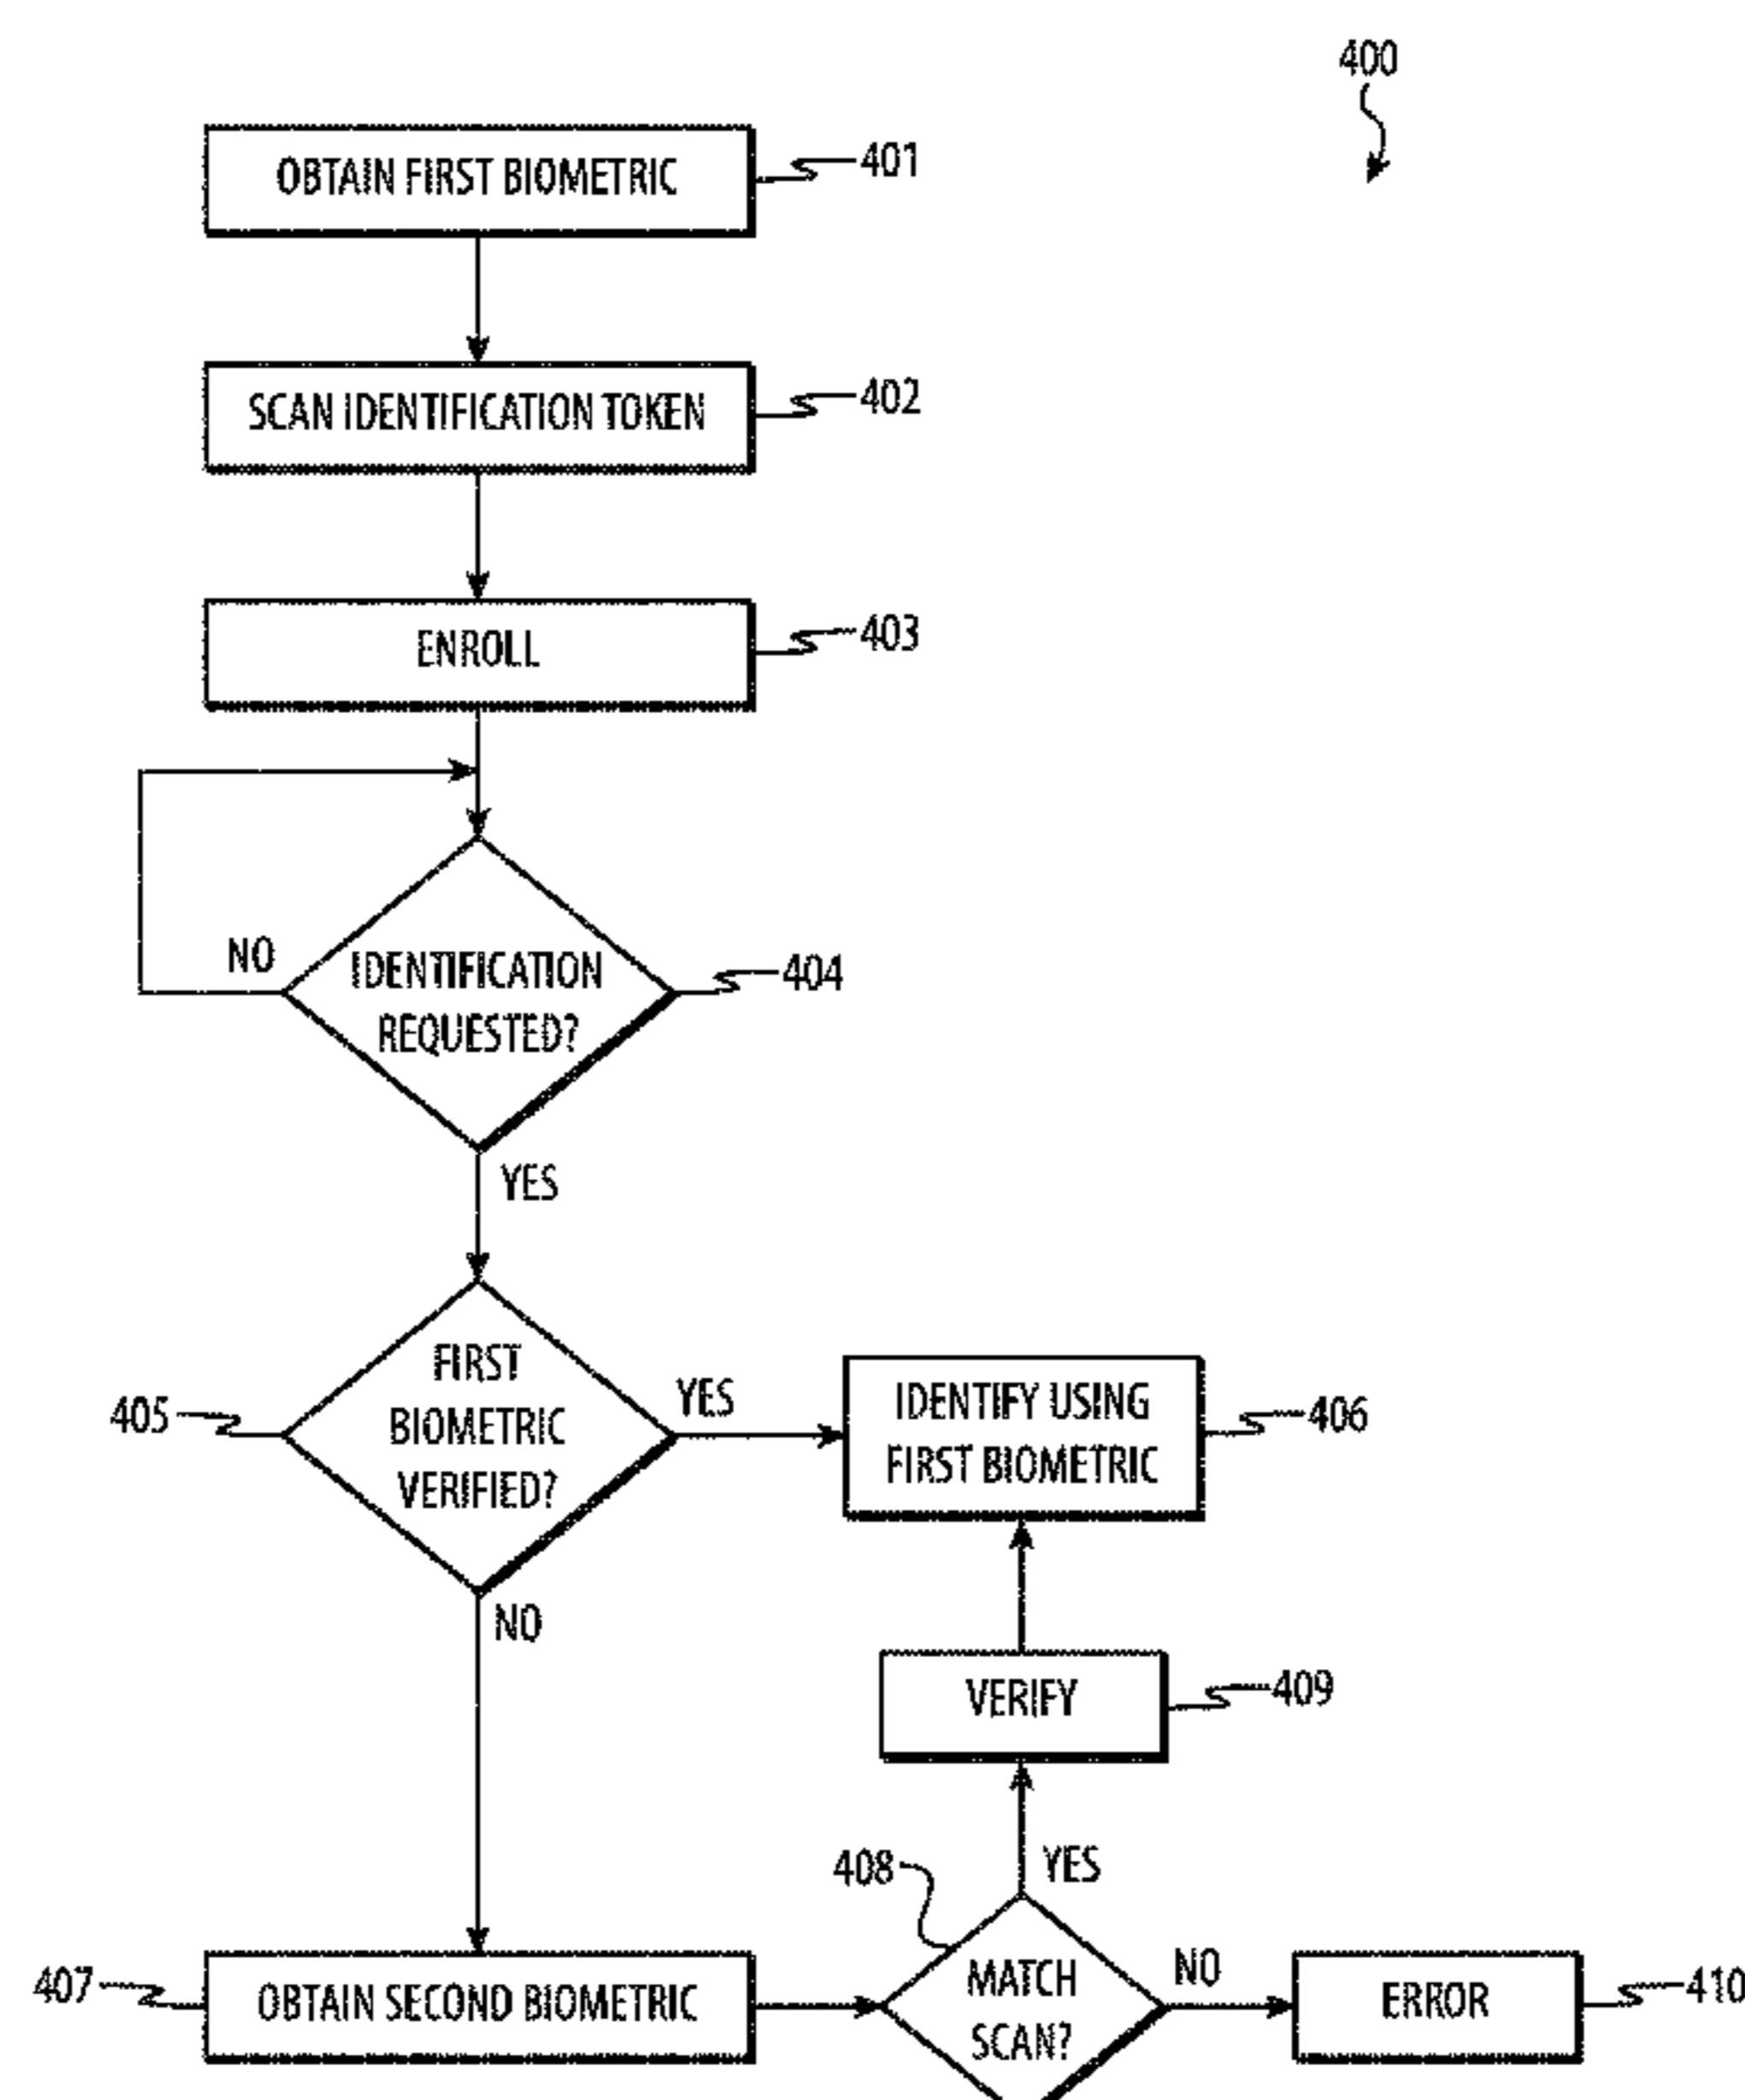 400
OBTAIN FIRST BIOMETRIC
401
SCAN IDENTIFICATION TOKEN
402
ENROLL
403
NO
IDENTIFICATION
REQUESTED?
404
YES
405
FIRST
BIOMETRIC
VERIFIED?
YES
IDENTIFY USING
FIRST BIOMETRIC
406
NO
VERIFY
409
408
YES
407
OBTAIN SECOND BIOMETRIC
MATCH
SCAN?
NO
ERROR
410